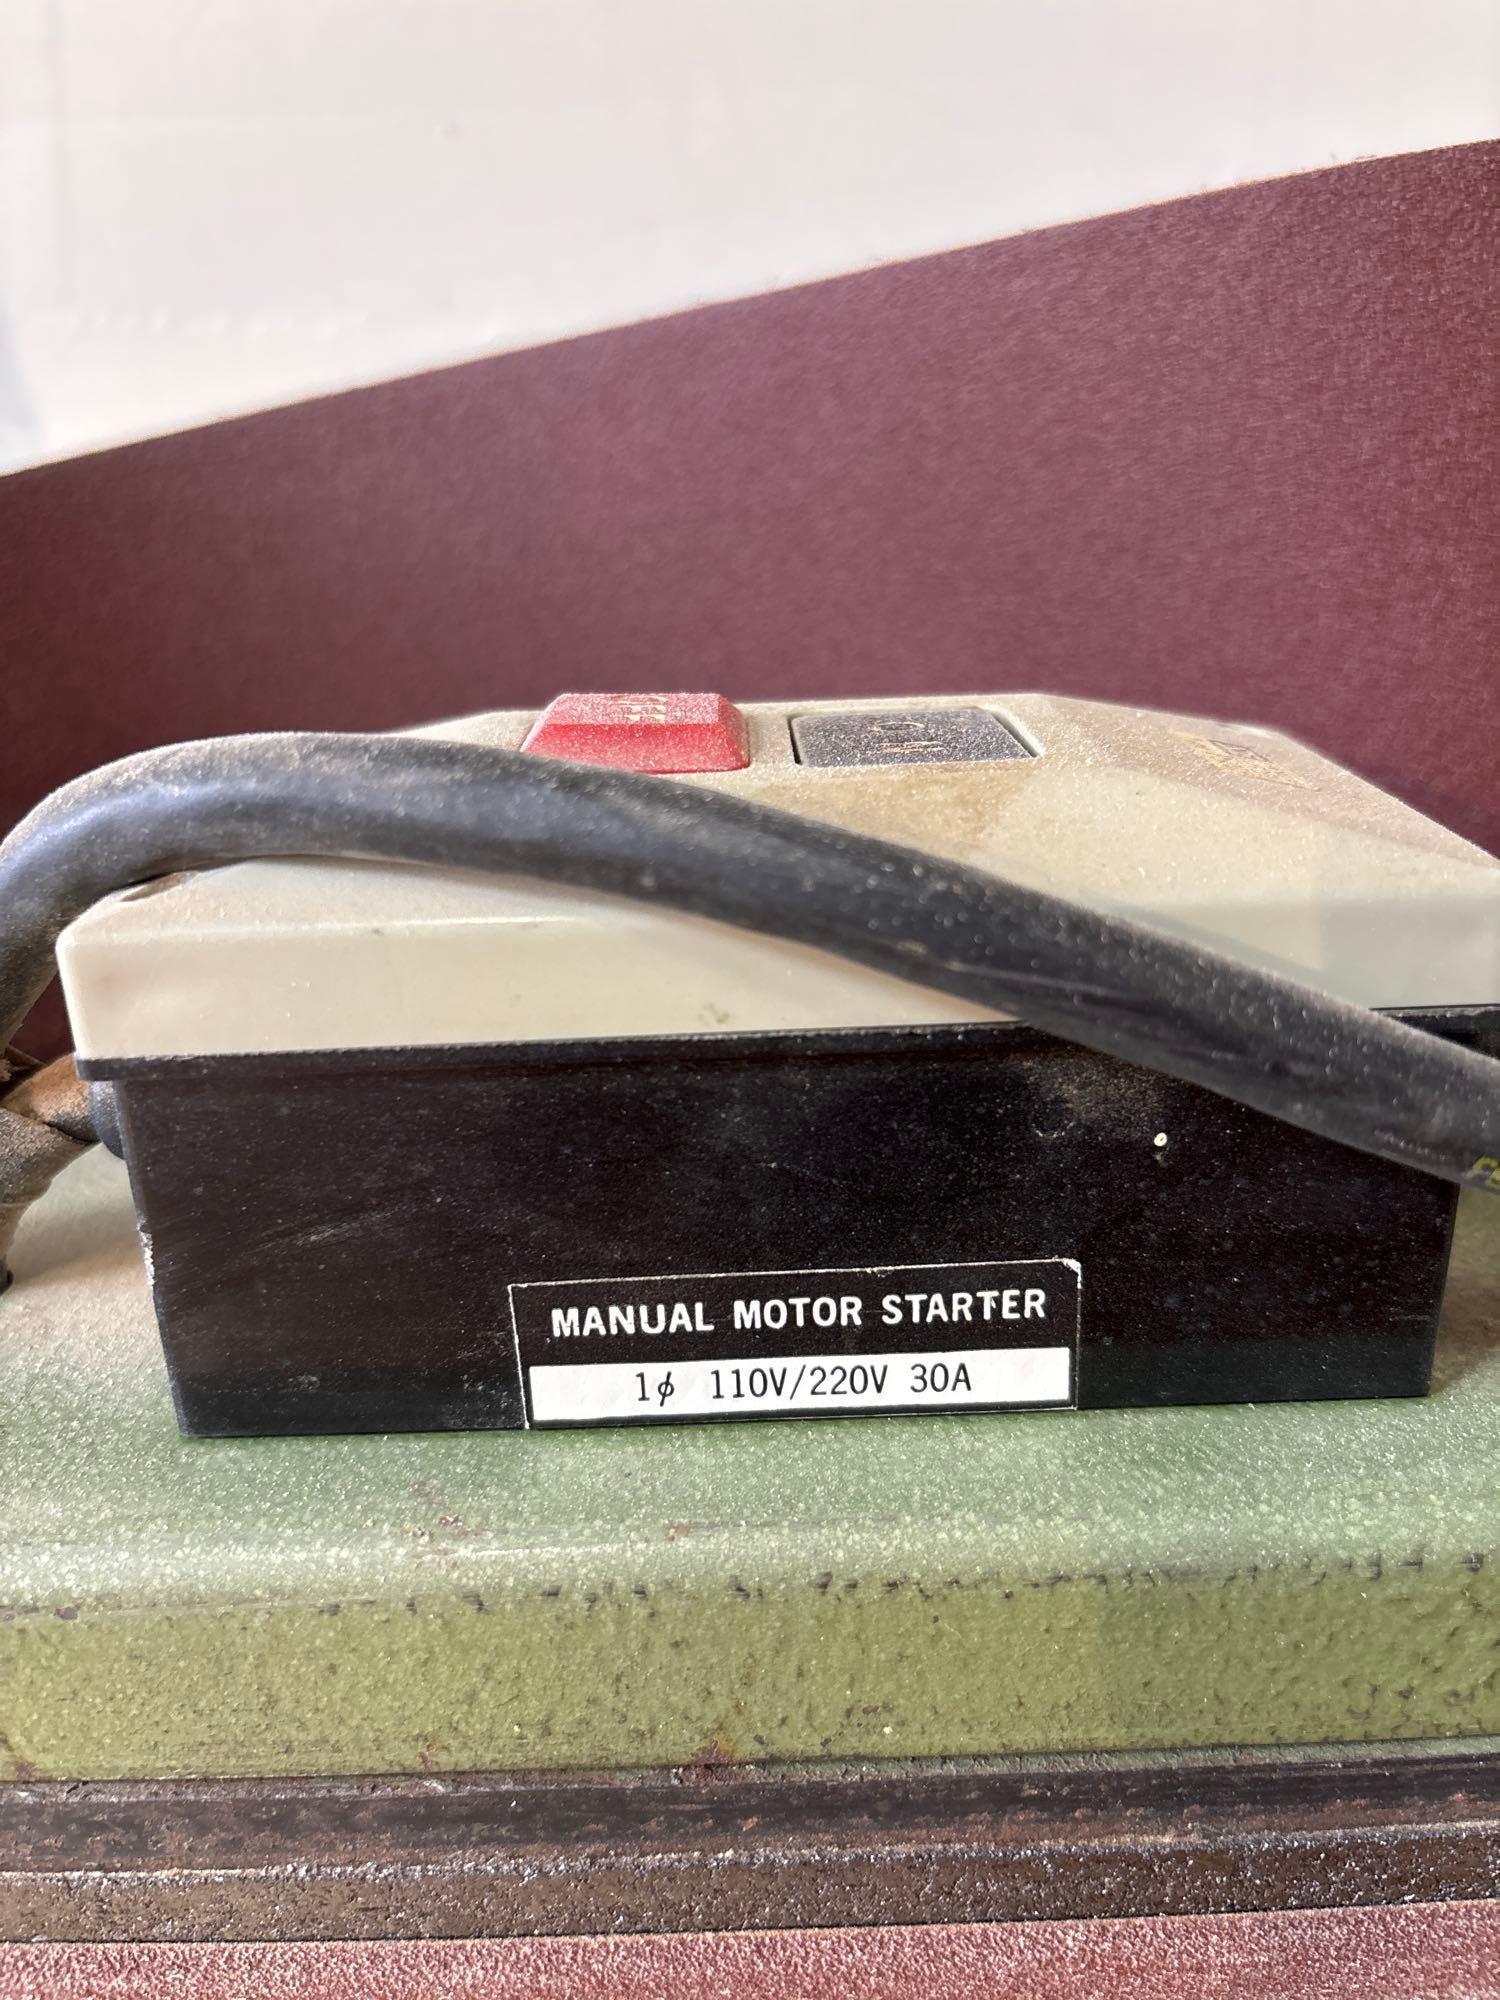 MANUAL MOTOR STARTER
1ϕ 110V/220V 30A